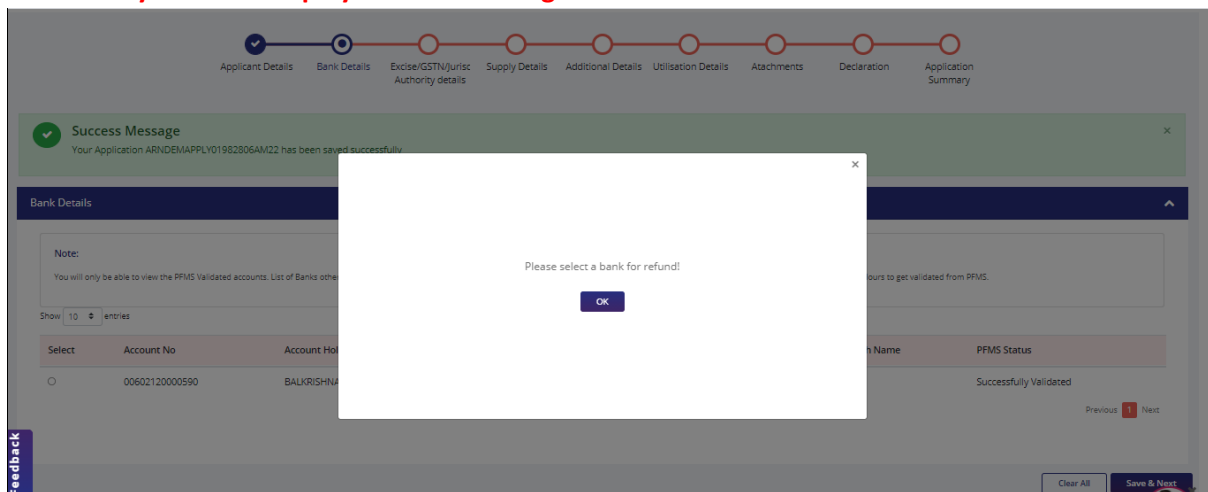 Applicant Details Bank Details Excise/GSTN/Jurisc Supply Details Additional Details Utilisation Details Atachments Declaration Application
Authority details Summary
Success Message ×
Your Application ARNDEMAPPLY01982806AM22 has been saved successfully
×
Bank Details
Note:
Please select a bank for refund!
You will only be able to view the PFMS Validated accounts. List of Banks othe ours to get validated from PFMS.
OK
Show 10 entries
Select Account No Account Hol h Name PFMS Status
00602120000590 BALKRISHNA Successfully Validated
Previous 1 Next
Feedback
Clear All Save & Next